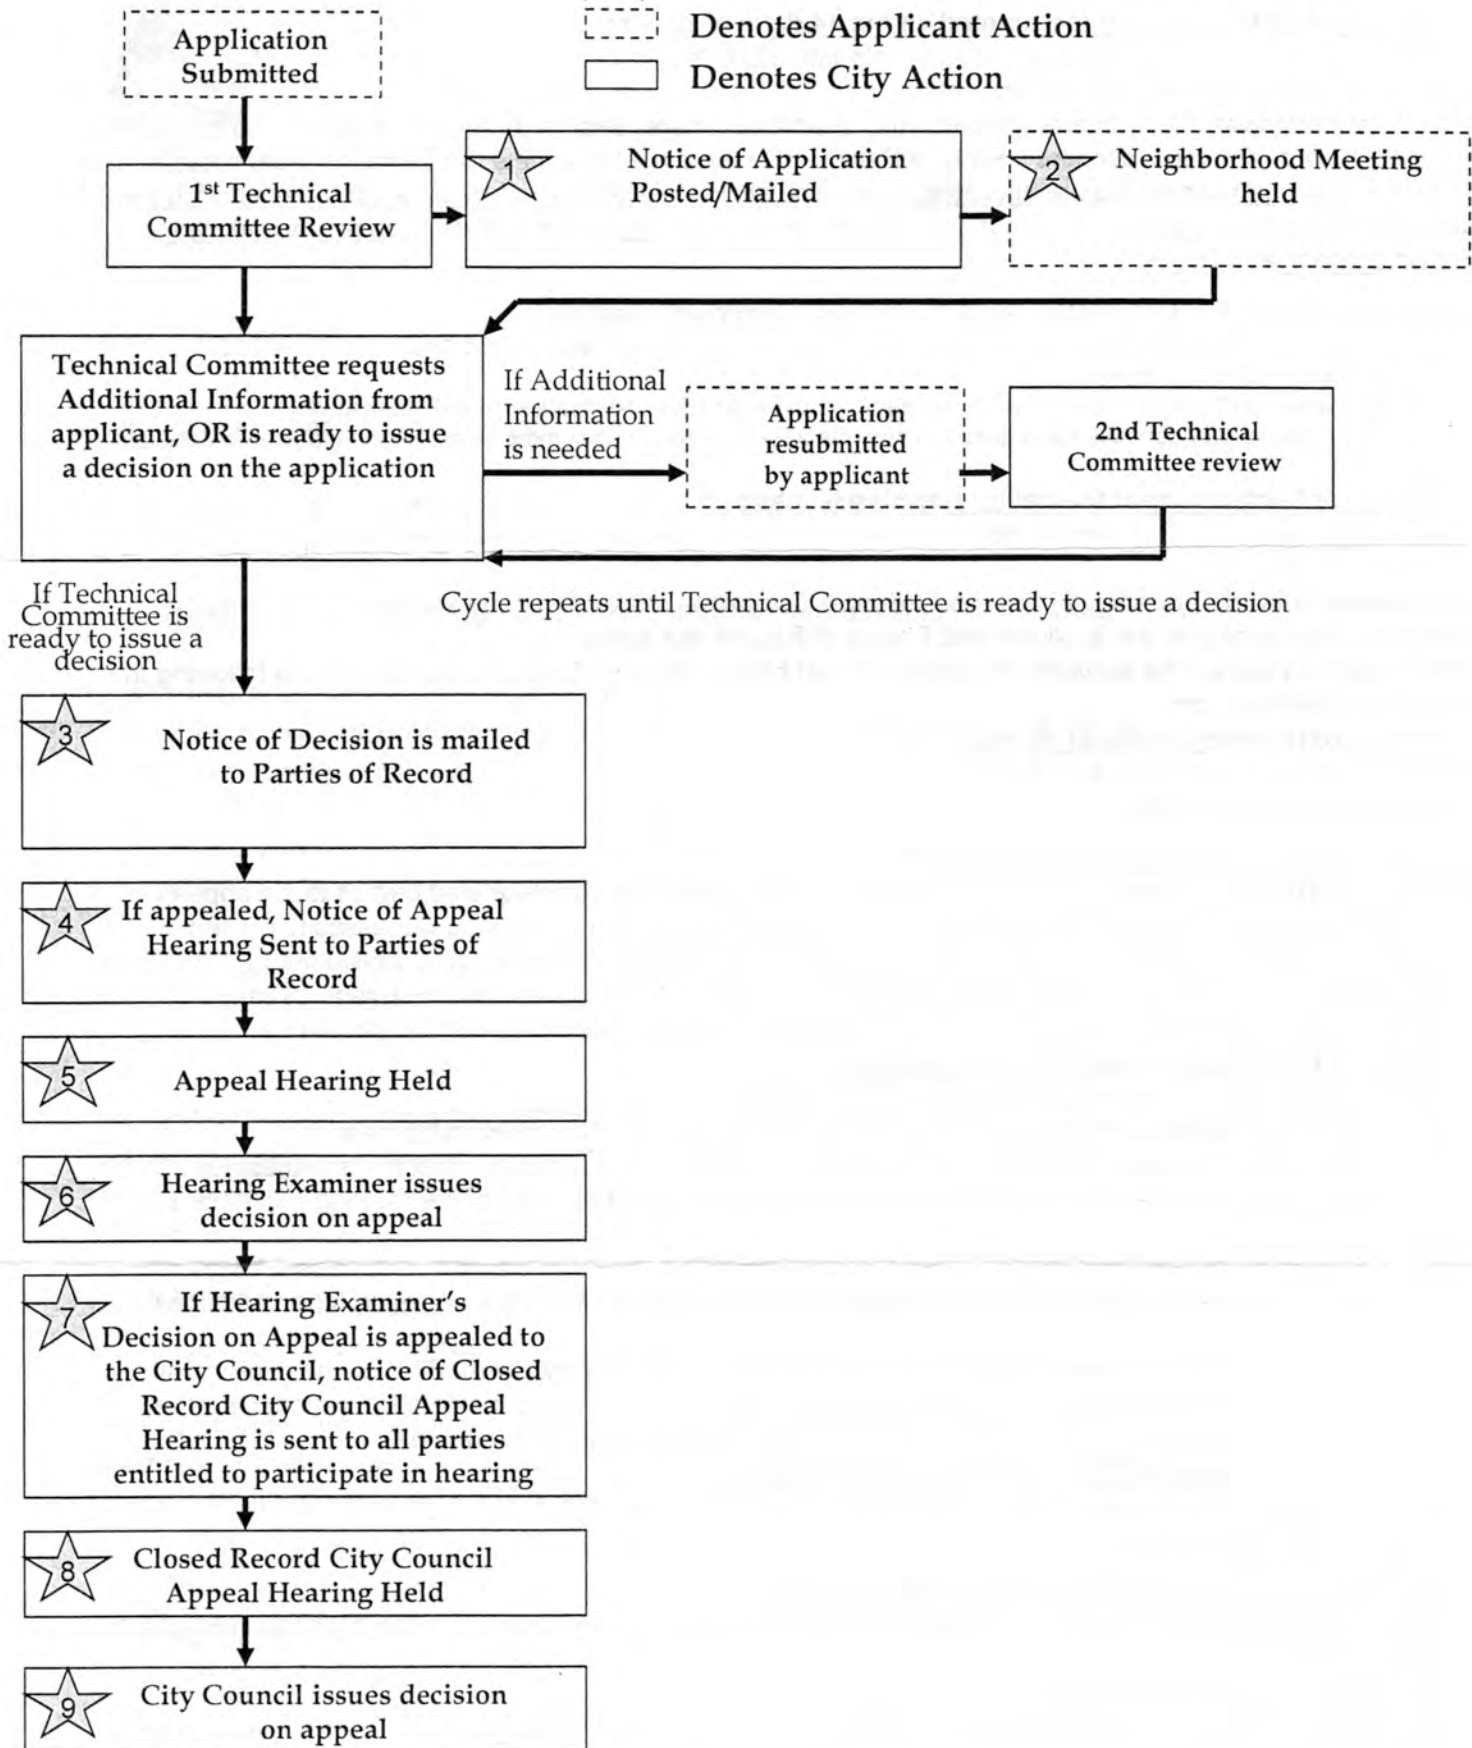 Application
Submitted
Denotes Applicant Action
Denotes City Action
1st Technical
Committee Review
1
Notice of Application
Posted/Mailed
2
Neighborhood Meeting
held
Technical Committee requests
Additional Information from
applicant, OR is ready to issue
a decision on the application
If Additional
Information
is needed
Application
resubmitted
by applicant
2nd Technical
Committee review
Cycle repeats until Technical Committee is ready to issue a decision
If Technical
Committee is
ready to issue a
decision
3
Notice of Decision is mailed
to Parties of Record
4
If appealed, Notice of Appeal
Hearing Sent to Parties of
Record
5
Appeal Hearing Held
6
Hearing Examiner issues
decision on appeal
7
If Hearing Examiner's
Decision on Appeal is appealed to
the City Council, notice of Closed
Record City Council Appeal
Hearing is sent to all parties
entitled to participate in hearing
8
Closed Record City Council
Appeal Hearing Held
9
City Council issues decision
on appeal